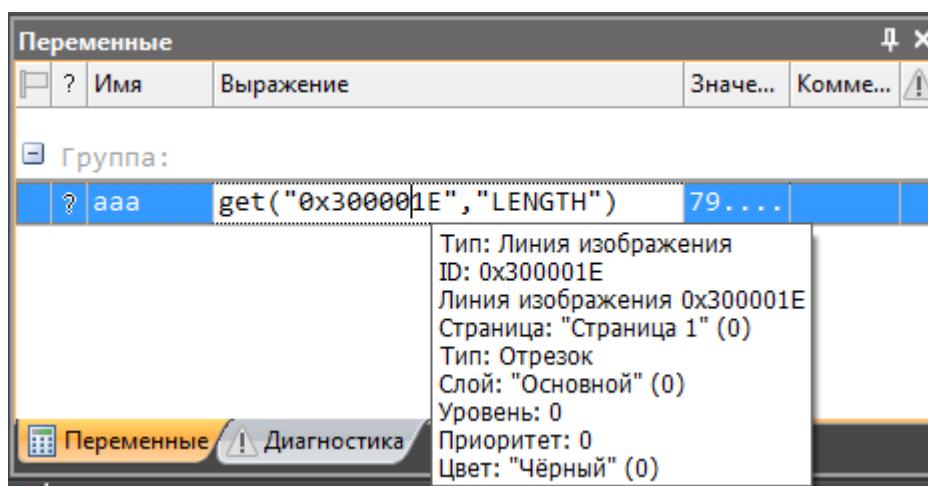 Переменные
? Имя Выражение Значе... Комме...
Группа:
? aaa get("0x300001E","LENGTH") 79....
Тип: Линия изображения
ID: 0x300001E
Линия изображения 0x300001E
Страница: "Страница 1" (0)
Тип: Отрезок
Слой: "Основной" (0)
Уровень: 0
Приоритет: 0
Цвет: "Чёрный" (0)
Переменные Диагностика